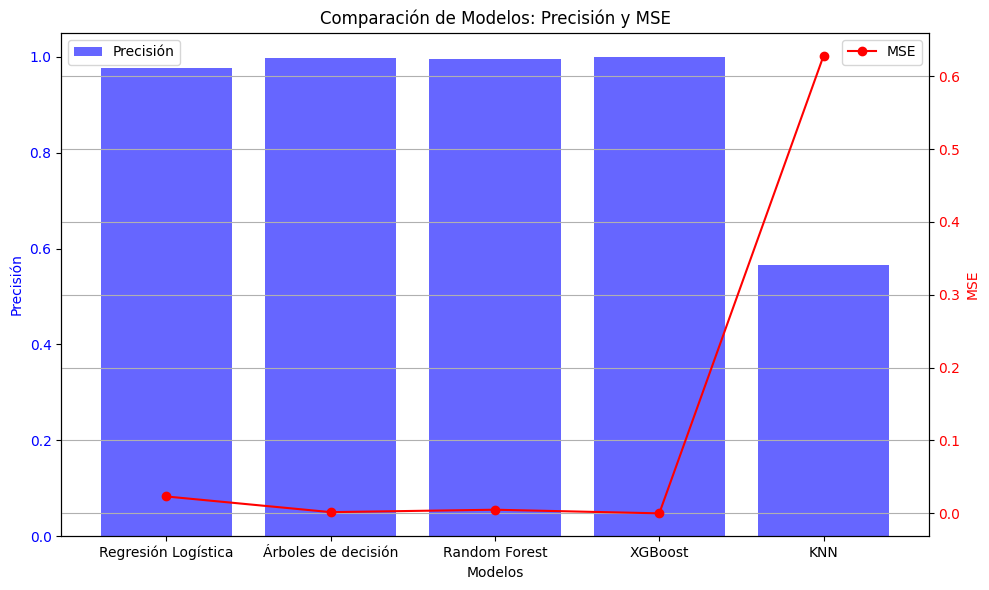 Comparación de Modelos: Precisión y MSE
Precisión
MSE
1.0
0.8
0.6
0.4
0.2
0.0
Precisión
0.6
0.5
0.4
0.3
0.2
0.1
0.0
MSE
Regresión Logística
Árboles de decisión
Random Forest
XGBoost
KNN
Modelos